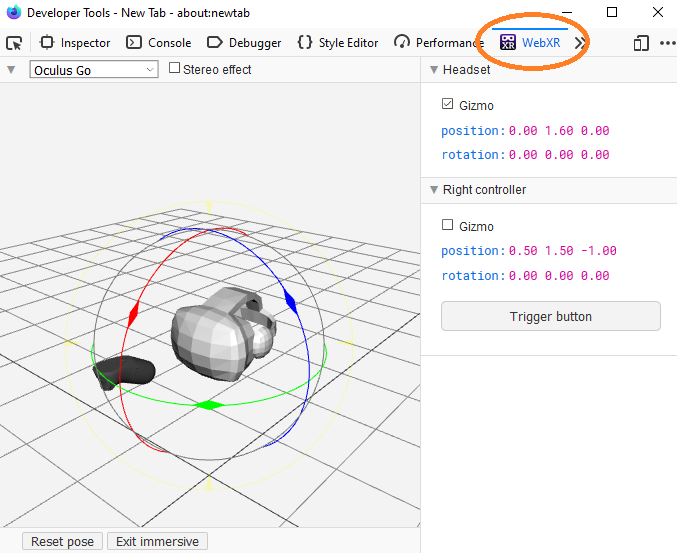 Developer Tools - New Tab - about:newtab
Inspector Console Debugger {} Style Editor Performance XR WebXR
Oculus Go Stereo effect
Headset
Gizmo
position: 0.00 1.60 0.00
rotation: 0.00 0.00 0.00
Right controller
Gizmo
position: 0.50 1.50 -1.00
rotation: 0.00 0.00 0.00
Trigger button
Reset pose Exit immersive